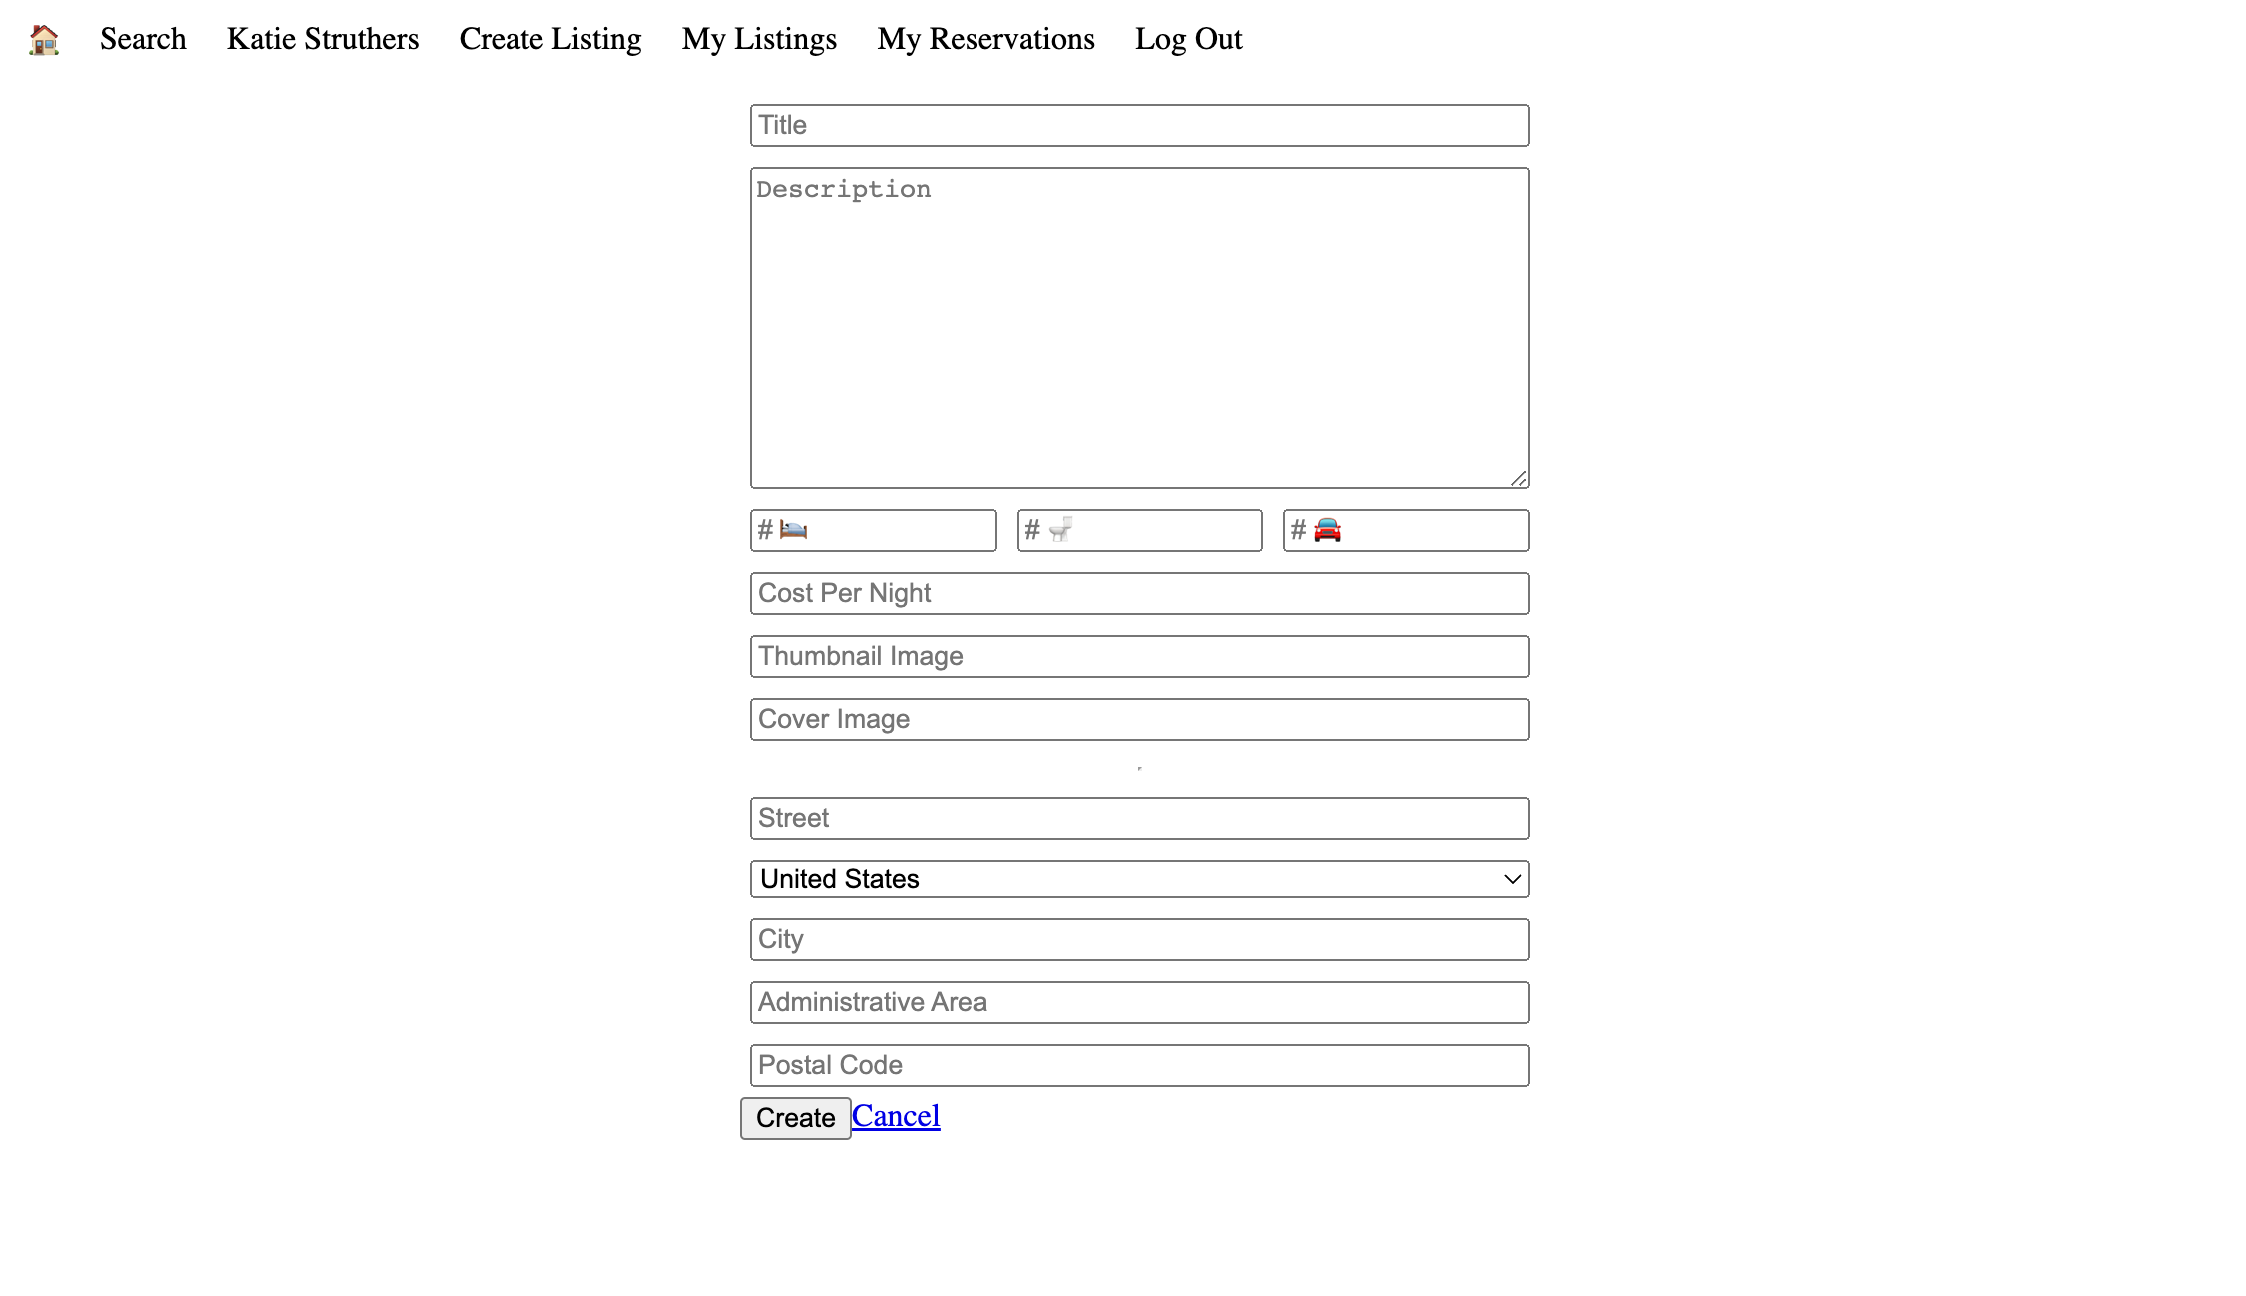 🏠 Search Katie Struthers Create Listing My Listings My Reservations Log Out
Title
Description
# 🛏️ # 🚽 # 🚘
Cost Per Night
Thumbnail Image
Cover Image
Street
United States
City
Administrative Area
Postal Code
Create Cancel